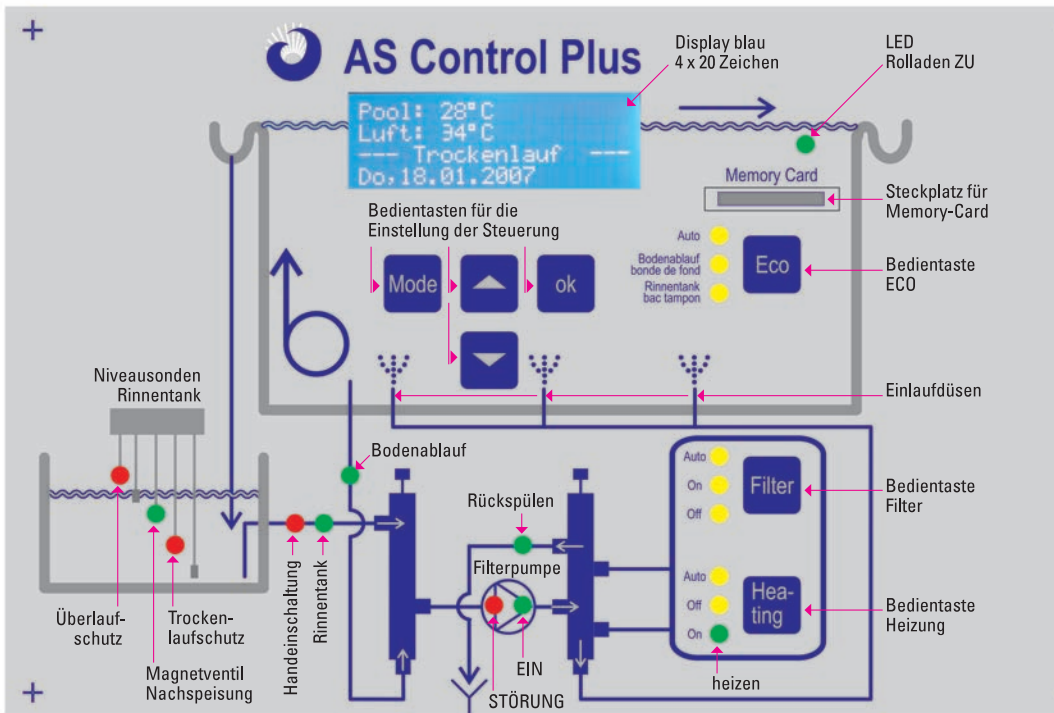 AS Control Plus
Display blau
4 x 20 Zeichen
LED
Rolladen ZU
Pool: 28°C
Luft: 34°C
--- Trockenlauf ---
Do,18.01.2007
Memory Card
Steckplatz für
Memory-Card
Bedientasten für die
Einstellung der Steuerung
Mode
ok
Auto
Bodenablauf
bonde de fond
Rinnentank
bac tampon
Eco
Bedientaste
ECO
Niveausonden
Rinnentank
Einlaufdüsen
Bodenablauf
Rückspülen
Filterpumpe
Auto
On
Off
Filter
Bedientaste
Filter
Auto
Off
On
Hea-
ting
Bedientaste
Heizung
heizen
Überlauf-
schutz
Trocken-
laufschutz
Magnetventil
Nachspeisung
Handeinschaltung
Rinnentank
EIN
STÖRUNG